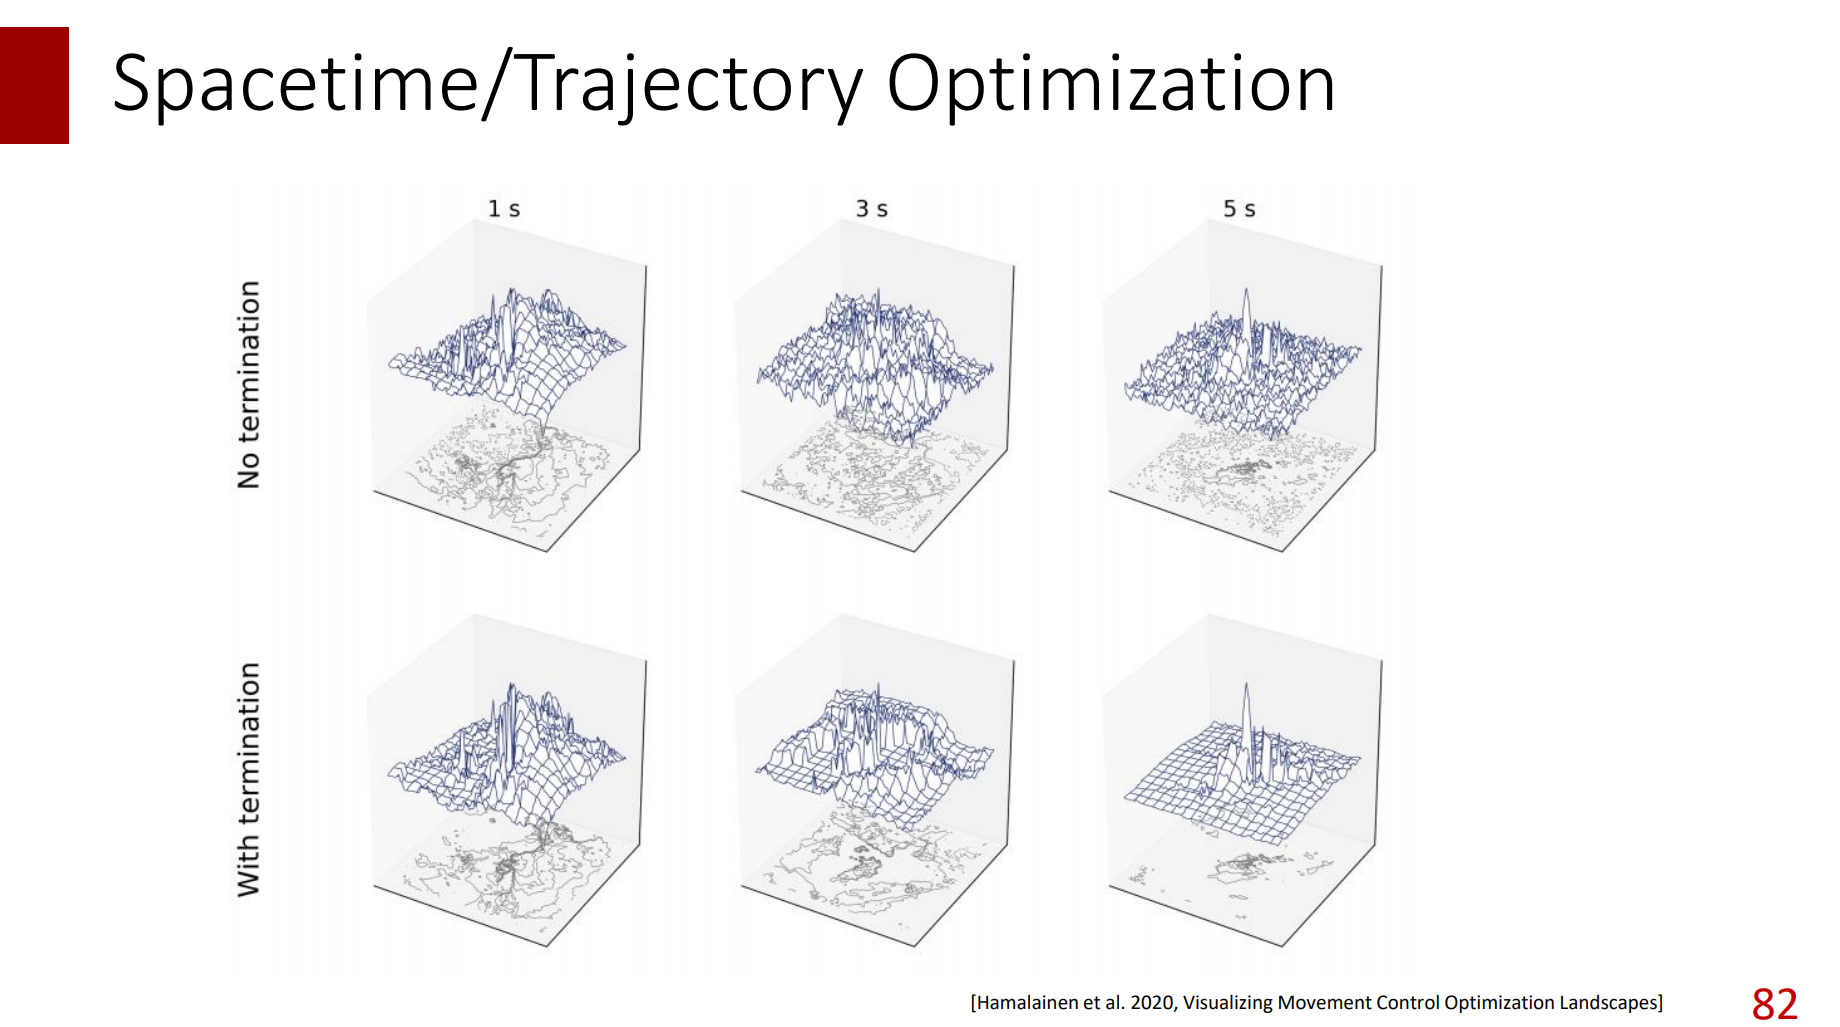 Spacetime/Trajectory Optimization
1 s
3 s
5 s
No termination
With termination
[Hamalainen et al. 2020, Visualizing Movement Control Optimization Landscapes]
82